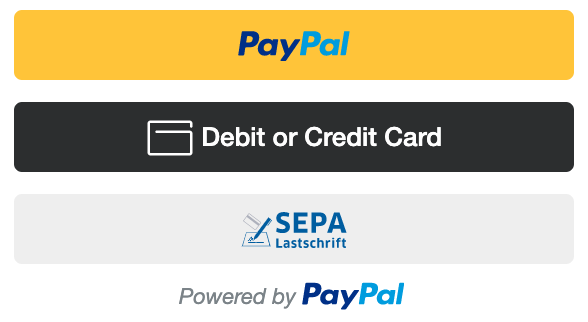 PayPal
Debit or Credit Card
SEPA
Lastschrift
Powered by PayPal